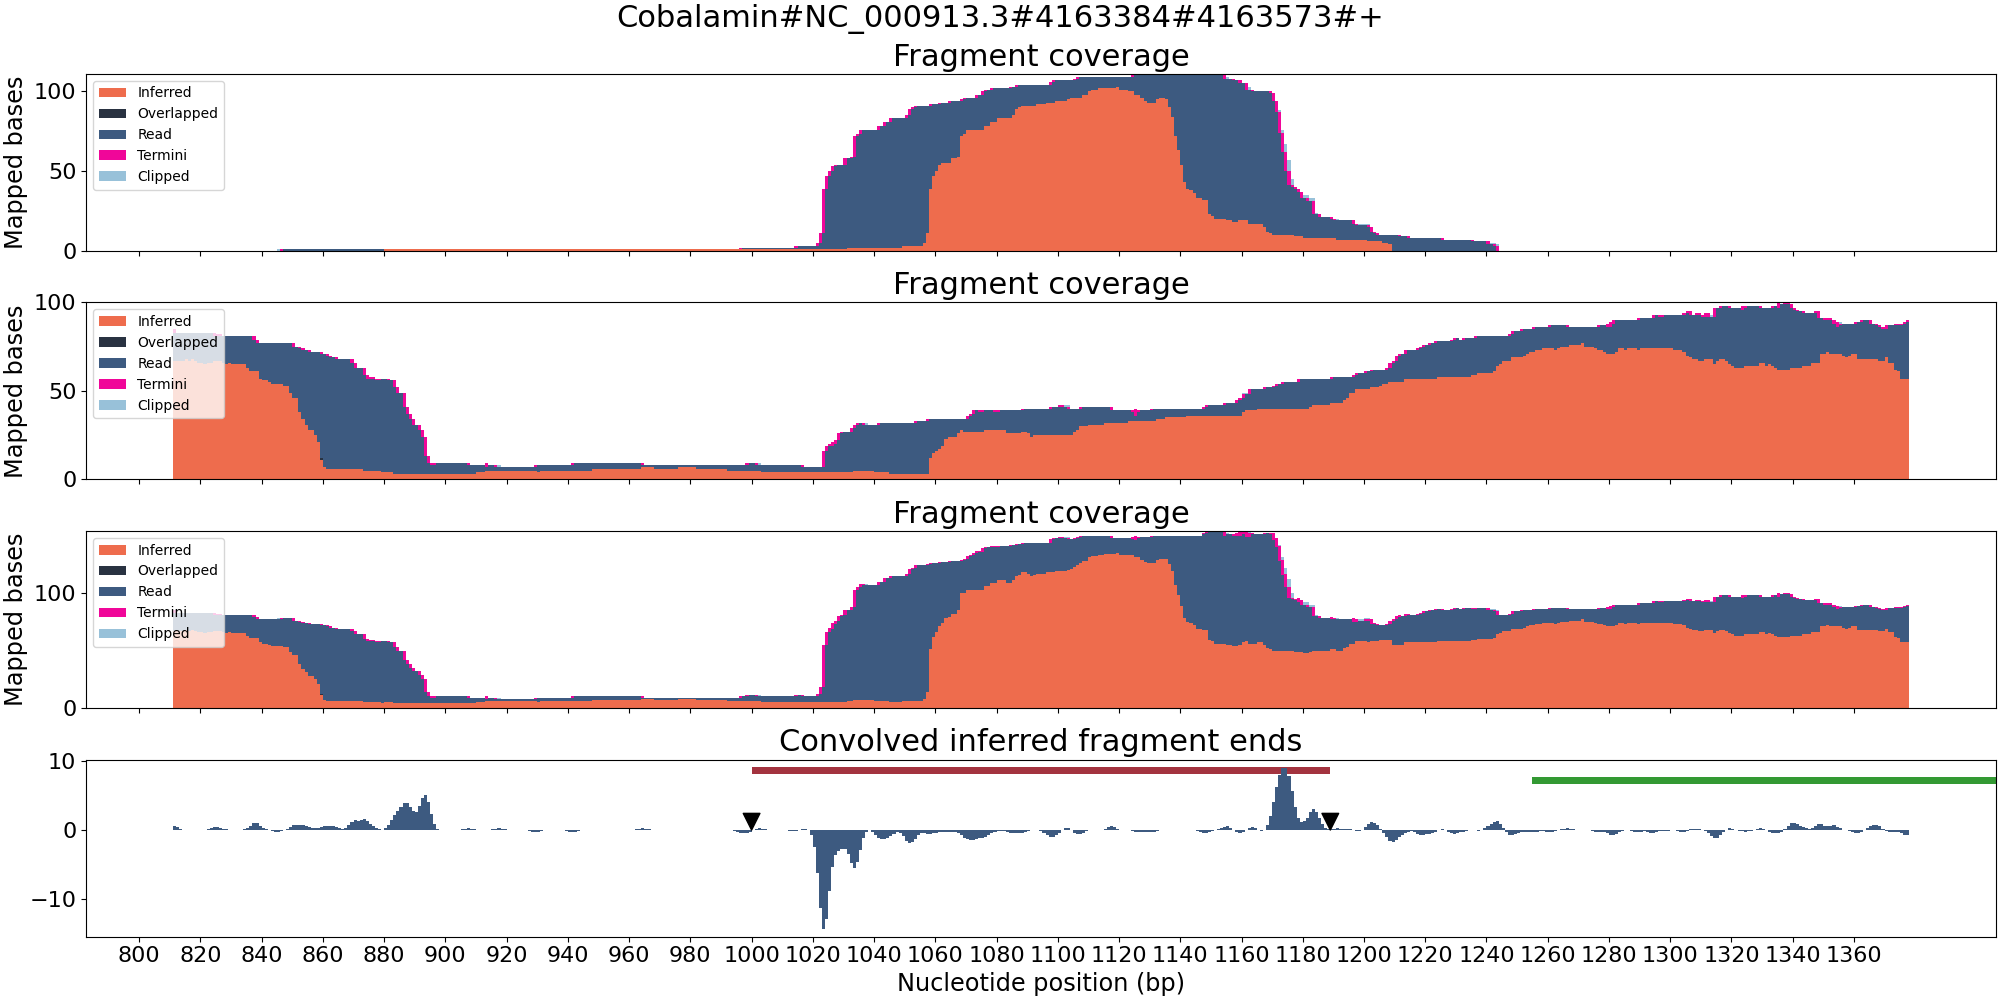 Cobalamin#NC_000913.3#4163384#4163573#+
Fragment coverage
Mapped bases
100
50
0
Inferred
Overlapped
Read
Termini
Clipped
Fragment coverage
Mapped bases
100
50
0
Inferred
Overlapped
Read
Termini
Clipped
Fragment coverage
Mapped bases
100
0
Inferred
Overlapped
Read
Termini
Clipped
Convolved inferred fragment ends
10
0
−10
800 820 840 860 880 900 920 940 960 980 1000 1020 1040 1060 1080 1100 1120 1140 1160 1180 1200 1220 1240 1260 1280 1300 1320 1340 1360
Nucleotide position (bp)